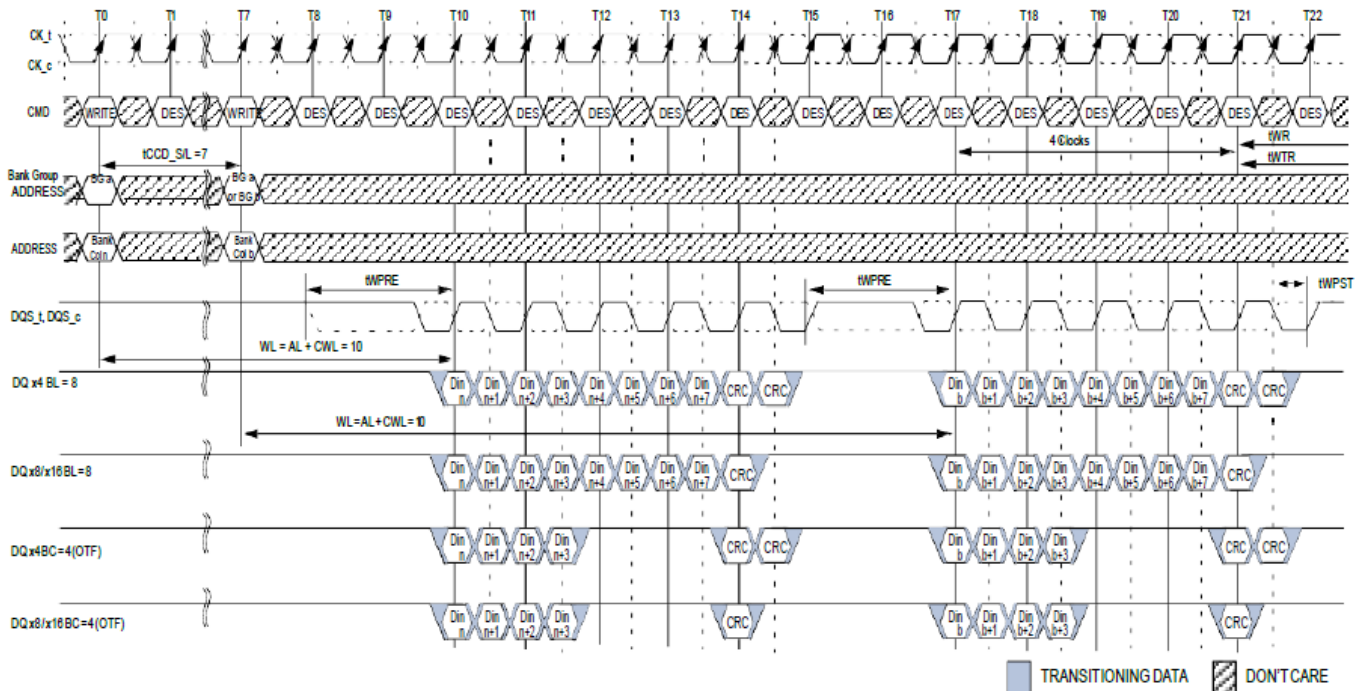 T0 T1 T7 T8 T9 T10 T11 T12 T13 T14 T15 T16 T17 T18 T19 T20 T21 T22
CK_t
CK_c
CMD WRITE DES WRITE DES DES DES DES DES DES DES DES DES DES DES DES DES DES DES
tCCD_S/L =7
4 Clocks
tWR
tWTR
Bank Group
ADDRESS
BG a
BG a
or BG b
ADDRESS
Bank
Col n
Bank
Col b
tWPRE tWPRE tWPST
DQS_t, DQS_c
WL = AL + CWL = 10
DQ x4 BL = 8
Din n Din n+1 Din n+2 Din n+3 Din n+4 Din n+5 Din n+6 Din n+7 CRC CRC Din b Din b+1 Din b+2 Din b+3 Din b+4 Din b+5 Din b+6 Din b+7 CRC CRC
WL=AL+CWL=10
DQx8/x16BL=8
Din n Din n+1 Din n+2 Din n+3 Din n+4 Din n+5 Din n+6 Din n+7 CRC Din b Din b+1 Din b+2 Din b+3 Din b+4 Din b+5 Din b+6 Din b+7 CRC
DQx4BC=4(OTF)
Din n Din n+1 Din n+2 Din n+3 CRC CRC Din b Din b+1 Din b+2 Din b+3 CRC CRC
DQx8/x16BC=4(OTF)
Din n Din n+1 Din n+2 Din n+3 CRC Din b Din b+1 Din b+2 Din b+3 CRC
TRANSITIONING DATA DON'T CARE